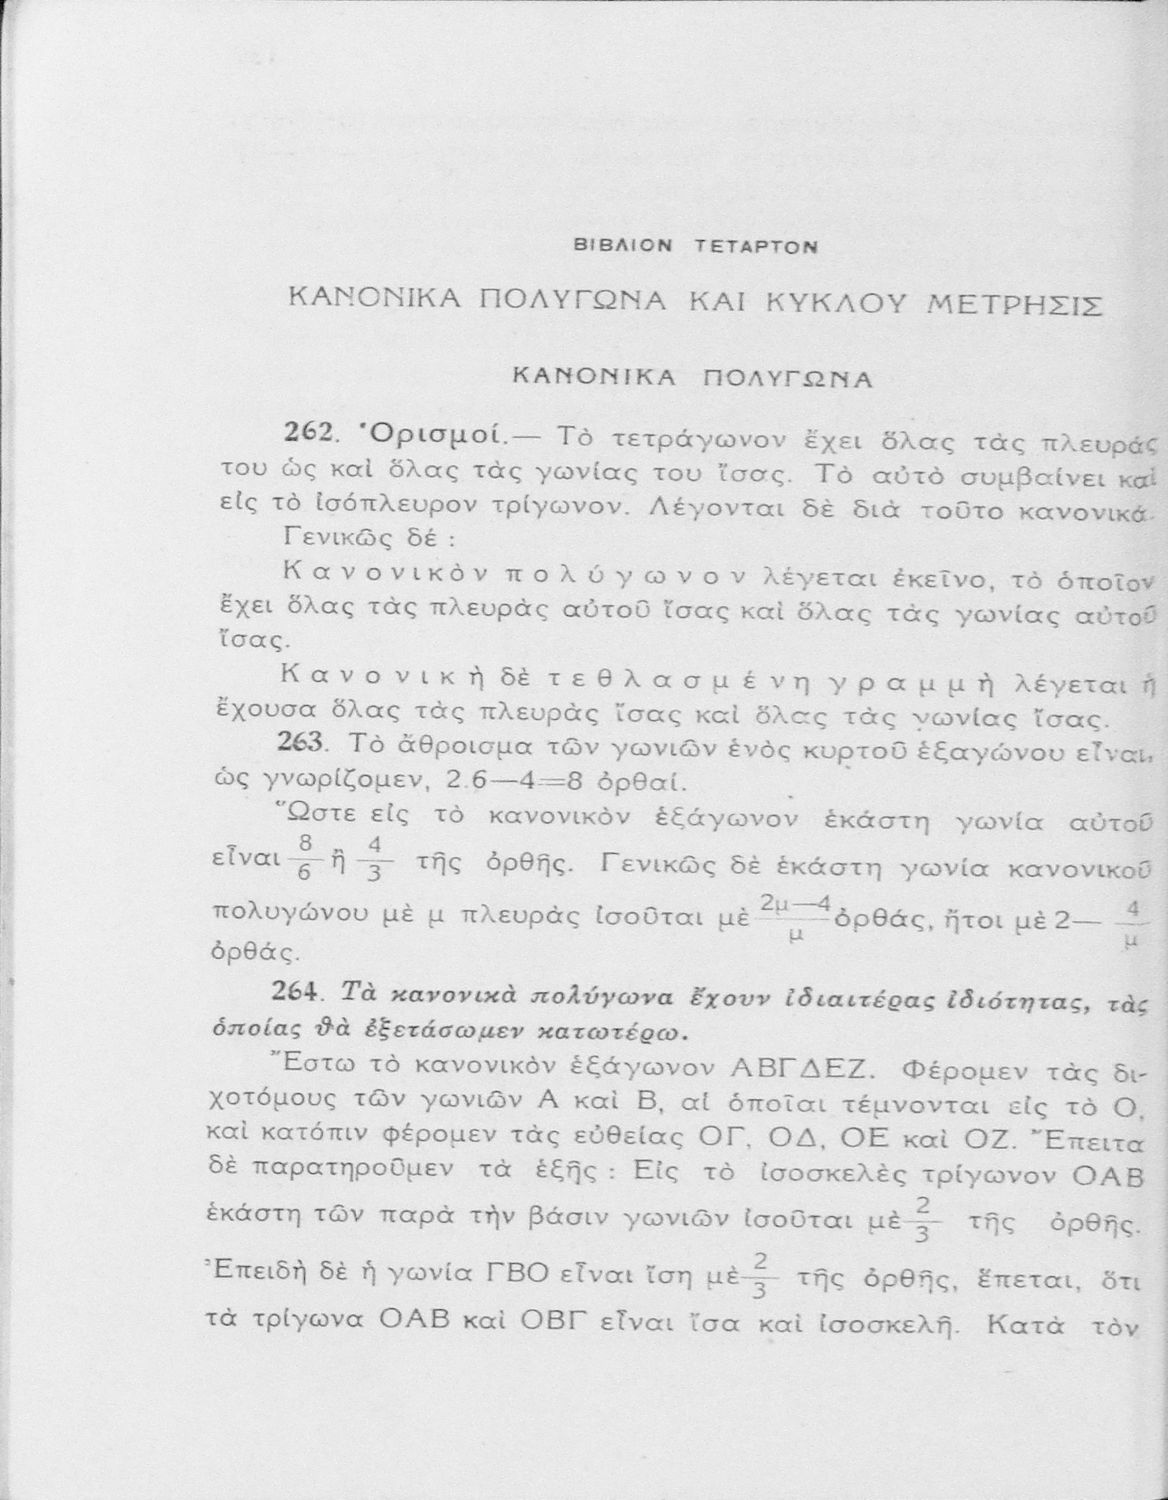 ΒΙΒΛΙΟΝ ΤΕΤΑΡΤΟΝ
ΚΑΝΟΝΙΚΑ ΠΟΛΥΓΩΝΑ ΚΑΙ ΚΥΚΛΟΥ ΜΕΤΡΗΣΙΣ
ΚΑΝΟΝΙΚΑ ΠΟΛΥΓΩΝΑ
262. Ὁρισμοί.— Τὸ τετράγωνον ἔχει ὅλας τὰς πλευράς
του ὡς καὶ ὅλας τὰς γωνίας του ἴσας. Τὸ αὐτὸ συμβαίνει καὶ
εἰς τὸ ἰσόπλευρον τρίγωνον. Λέγονται δὲ διὰ τοῦτο κανονικά.
Γενικῶς δέ :
Κανονικὸν πολύγωνον λέγεται ἐκεῖνο, τὸ ὁποῖον
ἔχει ὅλας τὰς πλευρὰς αὐτοῦ ἴσας καὶ ὅλας τὰς γωνίας αὐτοῦ
ἴσας.
Κανονικὴ δὲ τεθλασμένη γραμμὴ λέγεται ἡ
ἔχουσα ὅλας τὰς πλευρὰς ἴσας καὶ ὅλας τὰς γωνίας ἴσας.
263. Τὸ ἄθροισμα τῶν γωνιῶν ἑνὸς κυρτοῦ ἑξαγώνου εἶναι,
ὡς γνωρίζομεν, 2.6—4=8 ὀρθαί.
Ὥστε εἰς τὸ κανονικὸν ἑξάγωνον ἑκάστη γωνία αὐτοῦ
εἶναι 8/6 ἢ 4/3 τῆς ὀρθῆς. Γενικῶς δὲ ἑκάστη γωνία κανονικοῦ
πολυγώνου μὲ μ πλευρὰς ἰσοῦται μὲ 2μ—4/μ ὀρθάς, ἤτοι μὲ 2— 4/μ
ὀρθάς.
264. Τὰ κανονικὰ πολύγωνα ἔχουν ἰδιαιτέρας ἰδιότητας, τὰς
ὁποίας θὰ ἐξετάσωμεν κατωτέρω.
Ἔστω τὸ κανονικὸν ἑξάγωνον ΑΒΓΔΕΖ. Φέρομεν τὰς δι-
χοτόμους τῶν γωνιῶν Α καὶ Β, αἱ ὁποῖαι τέμνονται εἰς τὸ Ο,
καὶ κατόπιν φέρομεν τὰς εὐθείας ΟΓ, ΟΔ, ΟΕ καὶ ΟΖ. Ἔπειτα
δὲ παρατηροῦμεν τὰ ἑξῆς : Εἰς τὸ ἰσοσκελὲς τρίγωνον ΟΑΒ
ἑκάστη τῶν παρὰ τὴν βάσιν γωνιῶν ἰσοῦται μὲ 2/3 τῆς ὀρθῆς.
Ἐπειδὴ δὲ ἡ γωνία ΓΒΟ εἶναι ἴση μὲ 2/3 τῆς ὀρθῆς, ἕπεται, ὅτι
τὰ τρίγωνα ΟΑΒ καὶ ΟΒΓ εἶναι ἴσα καὶ ἰσοσκελῆ. Κατὰ τὸν